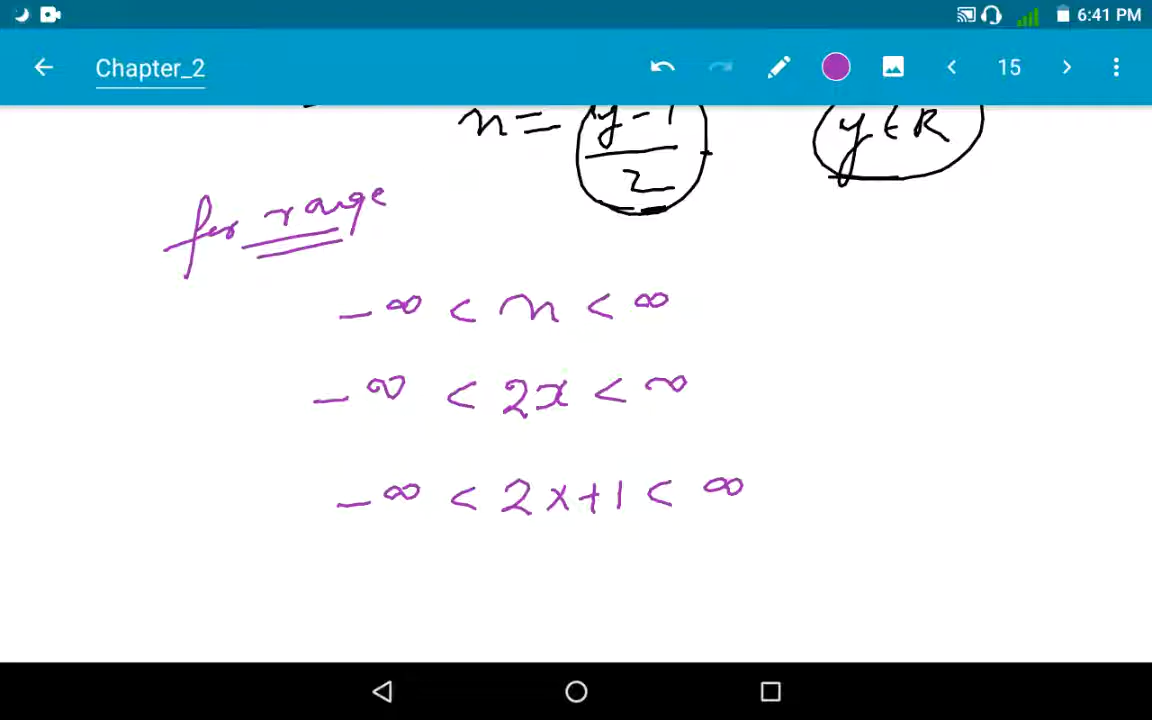 6:41 PM
Chapter_2
15
x = y-1/2 y ∈ R
for range
-∞ < x < ∞
-∞ < 2x < ∞
-∞ < 2x+1 < ∞